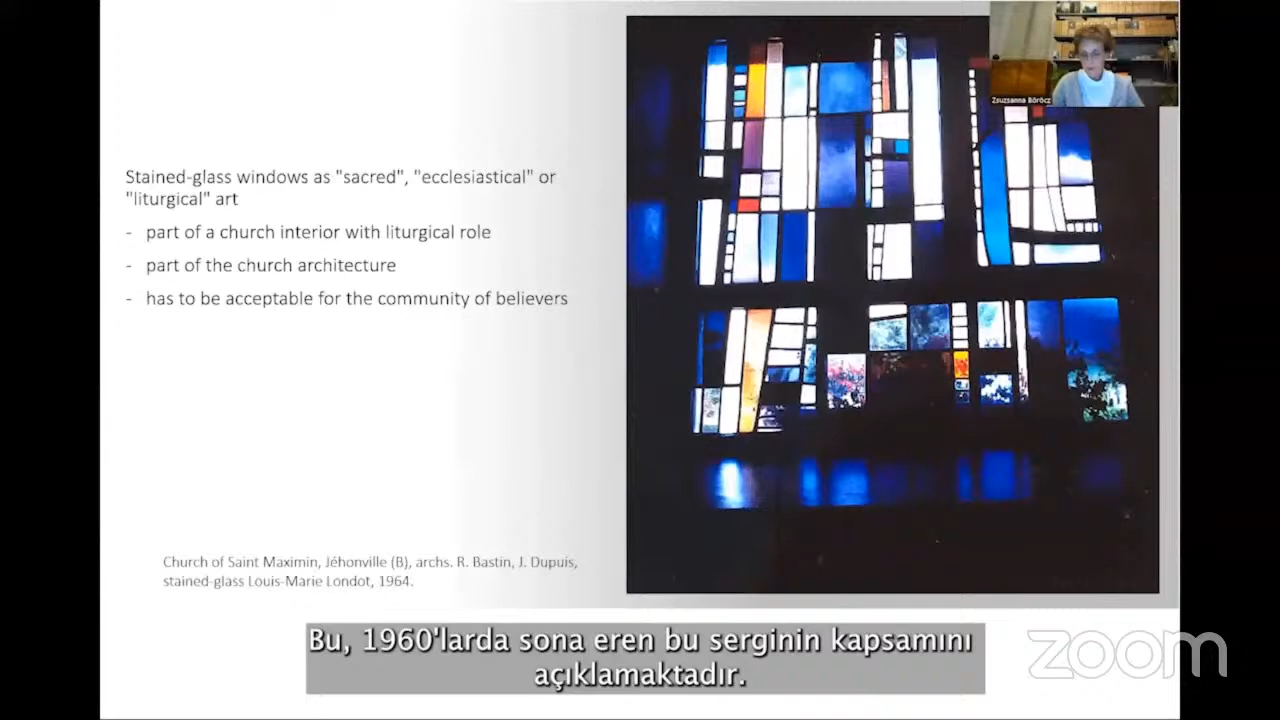 Zsuzsanna Böröcz
Stained-glass windows as "sacred", "ecclesiastical" or
"liturgical" art
- part of a church interior with liturgical role
- part of the church architecture
- has to be acceptable for the community of believers
Church of Saint Maximin, Jéhonville (B), archs. R. Bastin, J. Dupuis,
stained-glass Louis-Marie Londot, 1964.
Bu, 1960'larda sona eren bu serginin kapsamını
açıklamaktadır.
zoom